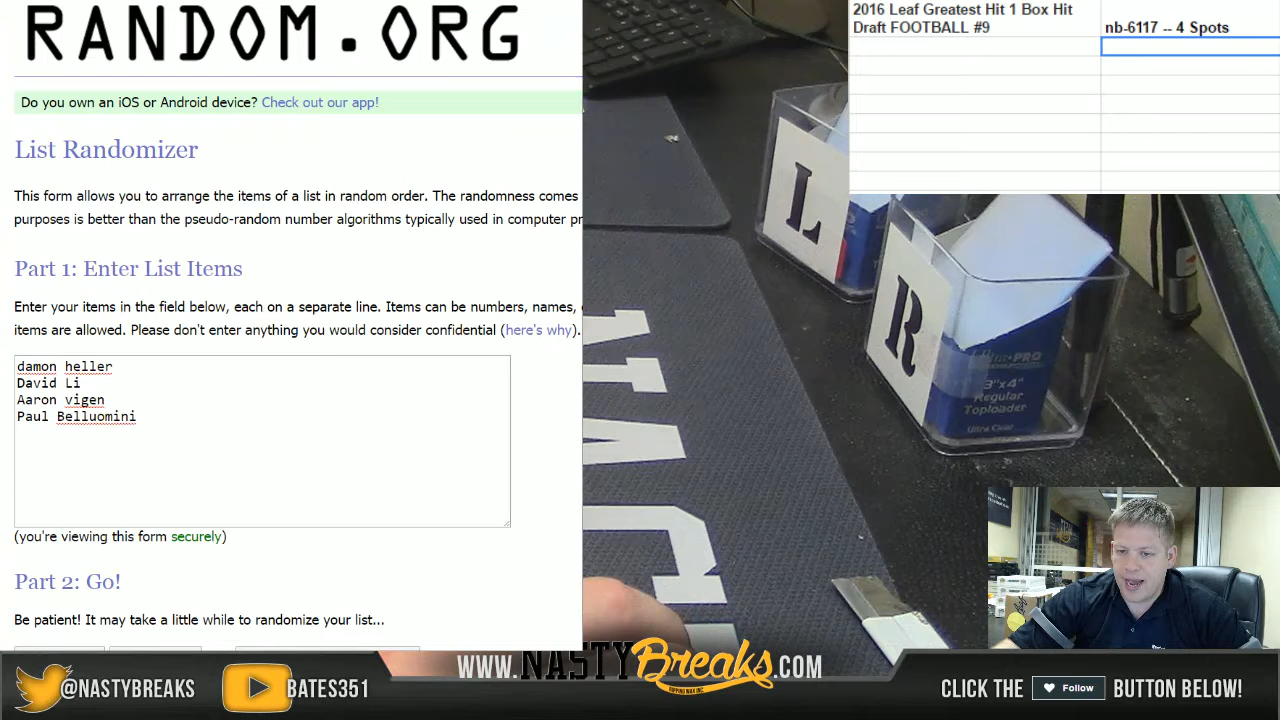 RANDOM.ORG
Do you own an iOS or Android device? Check out our app!
List Randomizer
This form allows you to arrange the items of a list in random order. The randomness comes
purposes is better than the pseudo-random number algorithms typically used in computer pr
Part 1: Enter List Items
Enter your items in the field below, each on a separate line. Items can be numbers, names,
items are allowed. Please don't enter anything you would consider confidential (here's why).
damon heller
David Li
Aaron vigen
Paul Belluomini
(you're viewing this form securely)
Part 2: Go!
Be patient! It may take a little while to randomize your list...
2016 Leaf Greatest Hit 1 Box Hit
Draft FOOTBALL #9
nb-6117 -- 4 Spots
L
R
Ultra PRO
3"x4"
Regular
Toploader
Ultra Clear
@NASTYBREAKS
BATES351
WWW.NASTYBreaks.COM
RIPPING WAX INC.
CLICK THE Follow BUTTON BELOW!